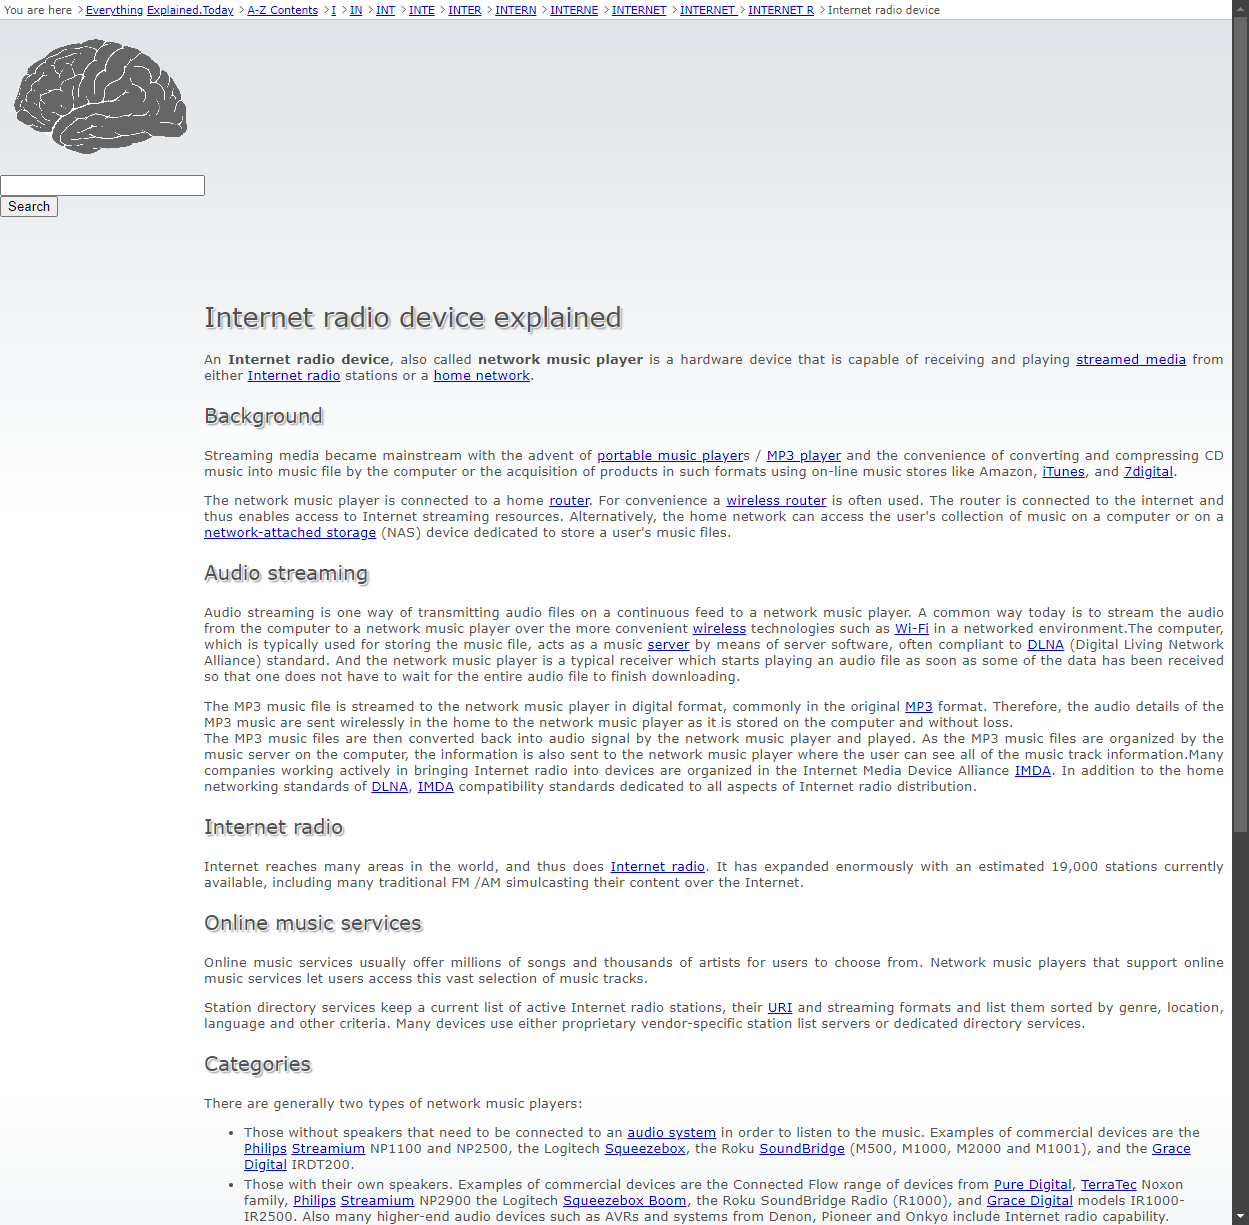 You are here > Everything Explained.Today > A-Z Contents > I > IN > INT > INTE > INTER > INTERN > INTERNE > INTERNET > INTERNET > INTERNET R > Internet radio device
Search
Internet radio device explained
An Internet radio device, also called network music player is a hardware device that is capable of receiving and playing streamed media from
either Internet radio stations or a home network.
Background
Streaming media became mainstream with the advent of portable music players / MP3 player and the convenience of converting and compressing CD
music into music file by the computer or the acquisition of products in such formats using on-line music stores like Amazon, iTunes, and 7digital.
The network music player is connected to a home router. For convenience a wireless router is often used. The router is connected to the internet and
thus enables access to Internet streaming resources. Alternatively, the home network can access the user's collection of music on a computer or on a
network-attached storage (NAS) device dedicated to store a user's music files.
Audio streaming
Audio streaming is one way of transmitting audio files on a continuous feed to a network music player. A common way today is to stream the audio
from the computer to a network music player over the more convenient wireless technologies such as Wi-Fi in a networked environment.The computer,
which is typically used for storing the music file, acts as a music server by means of server software, often compliant to DLNA (Digital Living Network
Alliance) standard. And the network music player is a typical receiver which starts playing an audio file as soon as some of the data has been received
so that one does not have to wait for the entire audio file to finish downloading.
The MP3 music file is streamed to the network music player in digital format, commonly in the original MP3 format. Therefore, the audio details of the
MP3 music are sent wirelessly in the home to the network music player as it is stored on the computer and without loss.
The MP3 music files are then converted back into audio signal by the network music player and played. As the MP3 music files are organized by the
music server on the computer, the information is also sent to the network music player where the user can see all of the music track information.Many
companies working actively in bringing Internet radio into devices are organized in the Internet Media Device Alliance IMDA. In addition to the home
networking standards of DLNA, IMDA compatibility standards dedicated to all aspects of Internet radio distribution.
Internet radio
Internet reaches many areas in the world, and thus does Internet radio. It has expanded enormously with an estimated 19,000 stations currently
available, including many traditional FM /AM simulcasting their content over the Internet.
Online music services
Online music services usually offer millions of songs and thousands of artists for users to choose from. Network music players that support online
music services let users access this vast selection of music tracks.
Station directory services keep a current list of active Internet radio stations, their URI and streaming formats and list them sorted by genre, location,
language and other criteria. Many devices use either proprietary vendor-specific station list servers or dedicated directory services.
Categories
There are generally two types of network music players:
• Those without speakers that need to be connected to an audio system in order to listen to the music. Examples of commercial devices are the
Philips Streamium NP1100 and NP2500, the Logitech Squeezebox, the Roku SoundBridge (M500, M1000, M2000 and M1001), and the Grace
Digital IRDT200.
• Those with their own speakers. Examples of commercial devices are the Connected Flow range of devices from Pure Digital, TerraTec Noxon
family, Philips Streamium NP2900 the Logitech Squeezebox Boom, the Roku SoundBridge Radio (R1000), and Grace Digital models IR1000-
IR2500. Also many higher-end audio devices such as AVRs and systems from Denon, Pioneer and Onkyo include Internet radio capability.